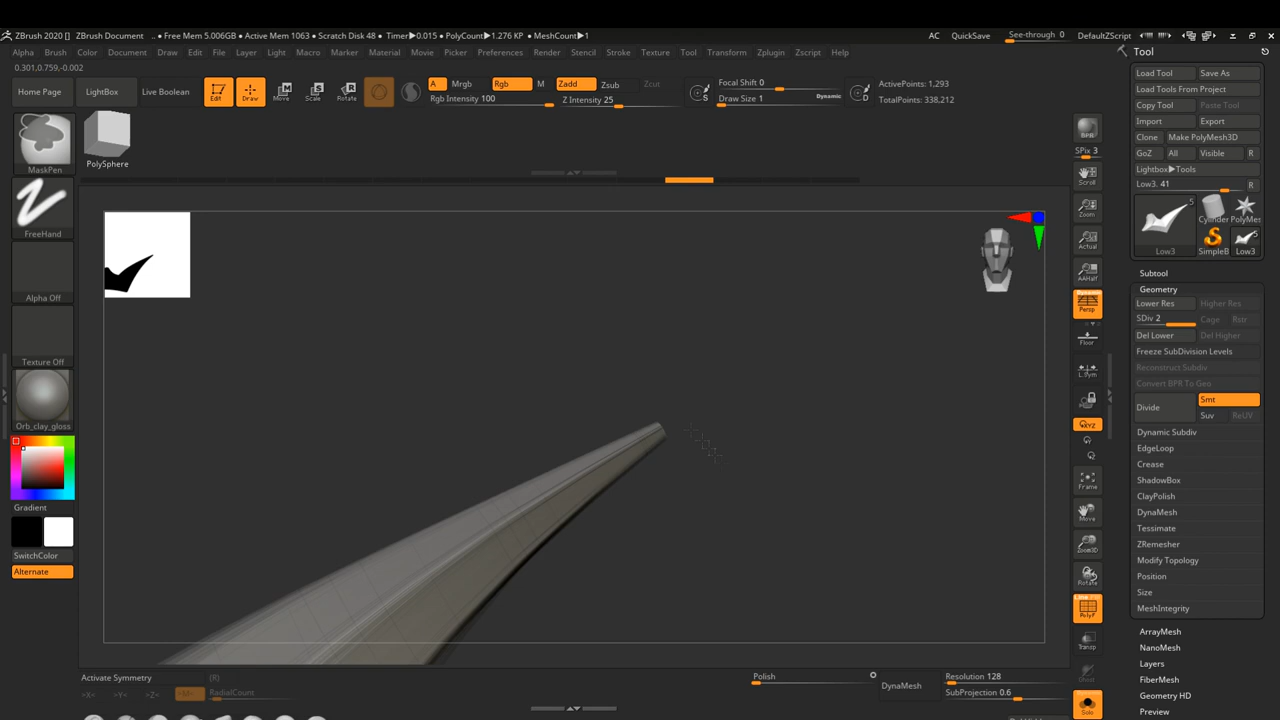 ZBrush 2020 [] ZBrush Document .. • Free Mem 5.006GB • Active Mem 1063 • Scratch Disk 48 • Timer▶0.015 • PolyCount▶1.276 KP • MeshCount▶1 AC QuickSave See-through 0 DefaultZScript
Alpha Brush Color Document Draw Edit File Layer Light Macro Marker Material Movie Picker Preferences Render Stencil Stroke Texture Tool Transform Zplugin Zscript Help
0.301,0.759,-0.002
Home Page LightBox Live Boolean Edit Draw Move Scale Rotate A Mrgb Rgb M Zadd Zsub Zcut
Rgb Intensity 100 Z Intensity 25
S Focal Shift 0
Draw Size 1 Dynamic D
ActivePoints: 1,293
TotalPoints: 338,212
MaskPen
PolySphere
FreeHand
Alpha Off
Texture Off
Orb_clay_gloss
Gradient
SwitchColor
Alternate
BPR
SPix 3
Scroll
Zoom
Actual
AAHalf
Dynamic
Persp
Floor
L.Sym
XYZ
Frame
Move
Zoom3D
Rotate
Line Fill
PolyF
Transp
Ghost
Dynamic
Solo
Tool
Load Tool Save As
Load Tools From Project
Copy Tool Paste Tool
Import Export
Clone Make PolyMesh3D
GoZ All Visible R
Lightbox▶Tools
Low3. 41 R
5
Low3
Cylinder PolyMes
SimpleB
5
Low3
Subtool
Geometry
Lower Res Higher Res
SDiv 2 Cage Rstr
Del Lower Del Higher
Freeze SubDivision Levels
Reconstruct Subdiv
Convert BPR To Geo
Divide Smt
Suv ReUV
Dynamic Subdiv
EdgeLoop
Crease
ShadowBox
ClayPolish
DynaMesh
Tessimate
ZRemesher
Modify Topology
Position
Size
MeshIntegrity
ArrayMesh
NanoMesh
Layers
FiberMesh
Geometry HD
Preview
Activate Symmetry (R)
>X< >Y< >Z< >M< RadialCount
Polish
DynaMesh
Resolution 128
SubProjection 0.6